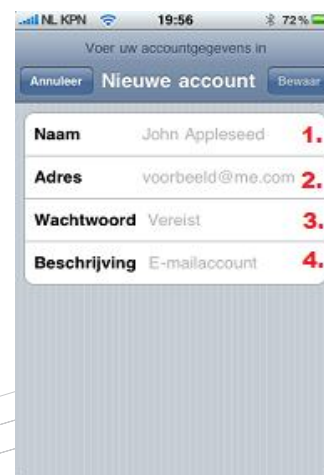 NL KPN 19:56 72%
Voer uw accountgegevens in
Annuleer Nieuwe account Bewaar
Naam John Appleseed 1.
Adres voorbeeld@me.com 2.
Wachtwoord Vereist 3.
Beschrijving E-mailaccount 4.